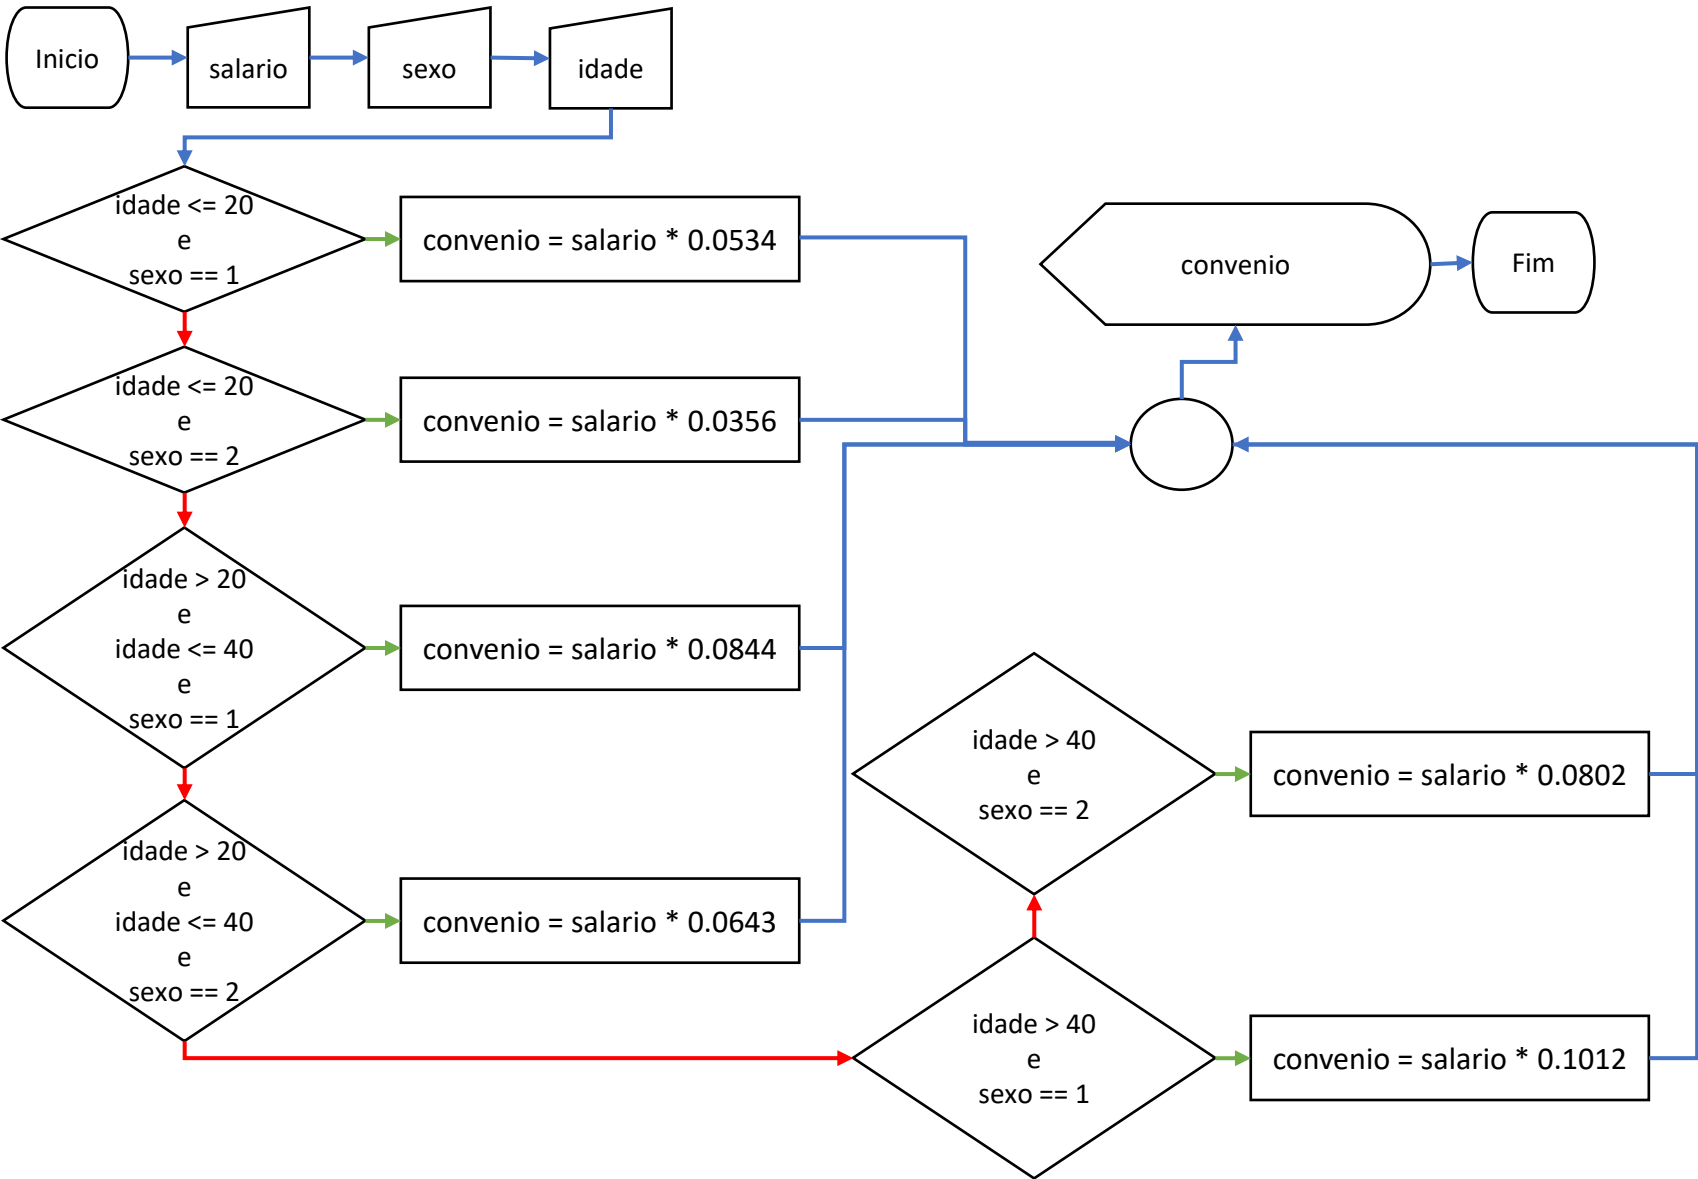 Inicio
salario
sexo
idade
idade <= 20
e
sexo == 1
convenio = salario * 0.0534
idade <= 20
e
sexo == 2
convenio = salario * 0.0356
idade > 20
e
idade <= 40
e
sexo == 1
convenio = salario * 0.0844
idade > 20
e
idade <= 40
e
sexo == 2
convenio = salario * 0.0643
idade > 40
e
sexo == 1
convenio = salario * 0.1012
idade > 40
e
sexo == 2
convenio = salario * 0.0802
convenio
Fim